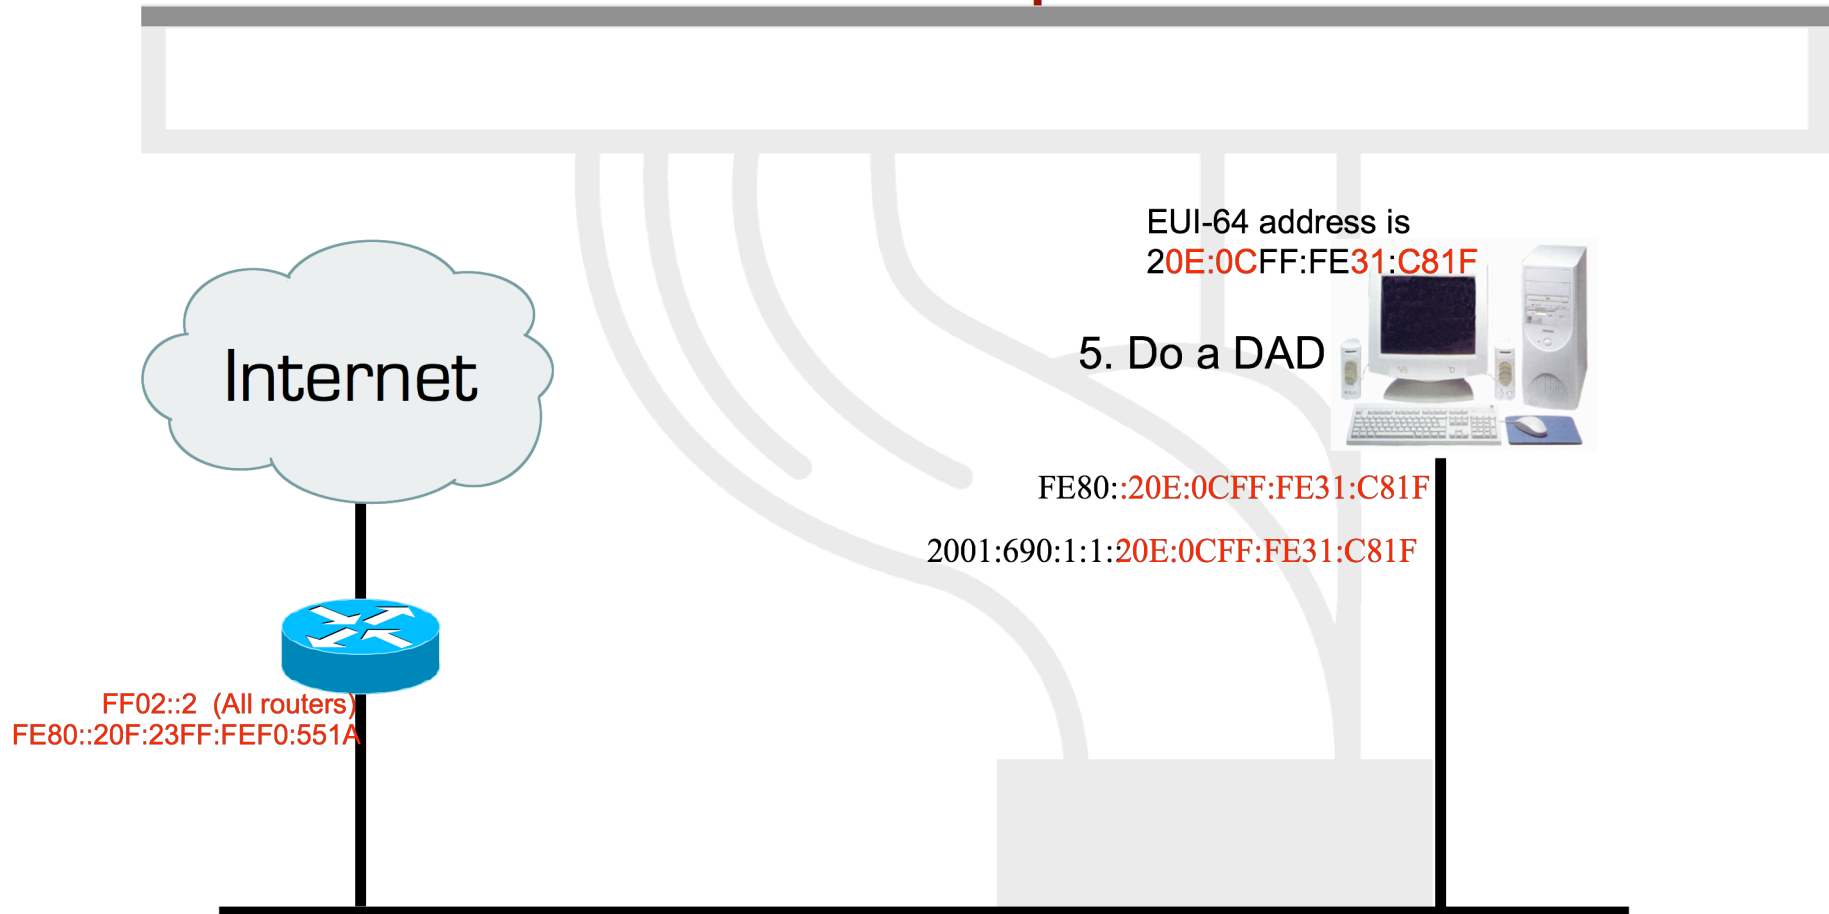 EUI-64 address is
20E:0CFF:FE31:C81F
Internet
5. Do a DAD
FE80::20E:0CFF:FE31:C81F
2001:690:1:1::20E:0CFF:FE31:C81F
FF02::2 (All routers)
FE80::20F:23FF:FEF0:551A